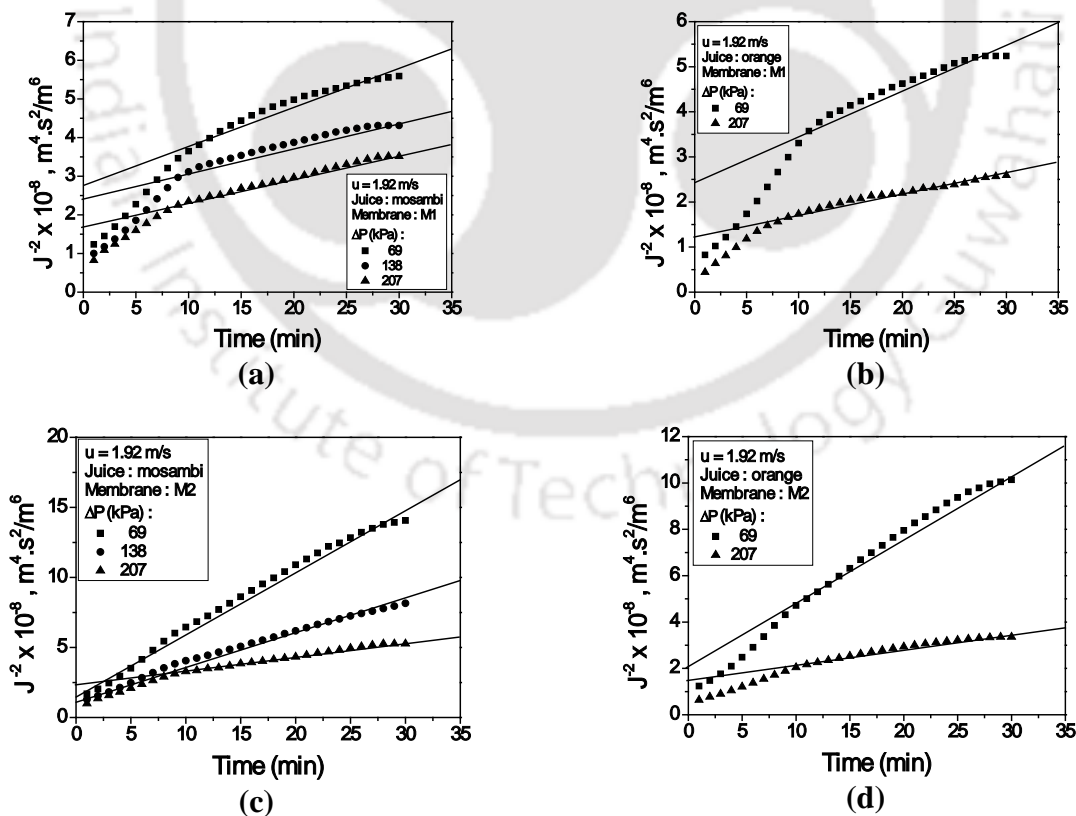 7
6
5
4
3
2
1
0
0 5 10 15 20 25 30 35
J⁻² x 10⁻⁸ , m⁴.s²/m⁶
Time (min)
u = 1.92 m/s
Juice: mosambi
Membrane: M1
ΔP (kPa) :
69
138
207
(a)
6
5
4
3
2
1
0
0 5 10 15 20 25 30 35
J⁻² x 10⁻⁸ , m⁴.s²/m⁶
Time (min)
u = 1.92 m/s
Juice : orange
Membrane : M1
ΔP (kPa) :
69
207
(b)
20
15
10
5
0
0 5 10 15 20 25 30 35
J⁻² x 10⁻⁸ , m⁴.s²/m⁶
Time (min)
u = 1.92 m/s
Juice : mosambi
Membrane : M2
ΔP (kPa) :
69
138
207
(c)
12
10
8
6
4
2
0
0 5 10 15 20 25 30 35
J⁻² x 10⁻⁸ , m⁴.s²/m⁶
Time (min)
u = 1.92 m/s
Juice : orange
Membrane : M2
ΔP (kPa) :
69
207
(d)
Indian Institute of Technology Guwahati